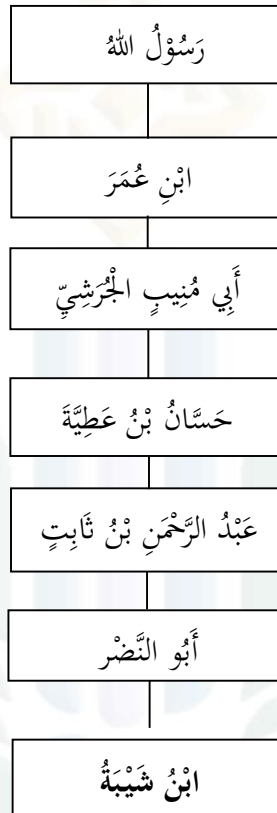 رَسُوْلُ اللهُ
ابْنِ عُمَرَ
أَبِي مُنِيبٍ الْجُرَشِيِّ
حَسَّانُ بْنُ عَطِيَّةَ
عَبْدُ الرَّحْمَنِ بْنُ ثَابِتٍ
أَبُو النَّضْر
ابْنُ شَيْبَةُ